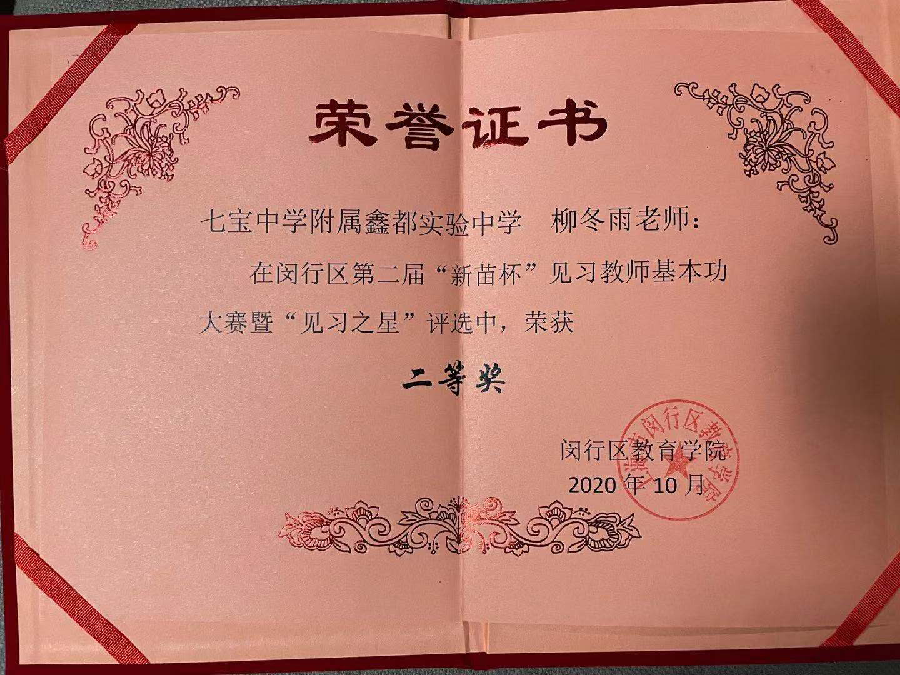 荣誉证书
七宝中学附属鑫都实验中学 柳冬雨老师：
在闵行区第二届“新苗杯”见习教师基本功
大赛暨“见习之星”评选中，荣获
二等奖
闵行区教育学院
2020 年 10 月
上海市闵行区教育学院